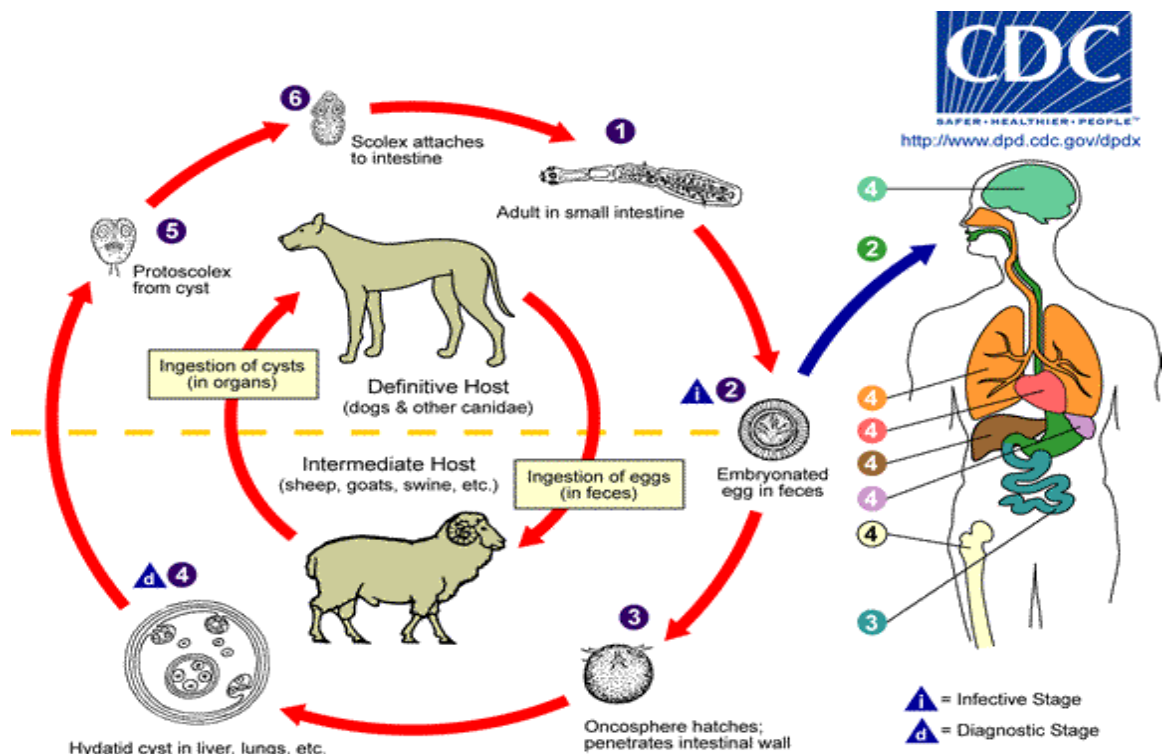 CDC
SAFER • HEALTHIER • PEOPLE™
http://www.dpd.cdc.gov/dpdx
6
Scolex attaches
to intestine
1
Adult in small intestine
5
Protoscolex
from cyst
Ingestion of cysts
(in organs)
Definitive Host
(dogs & other canidae)
i 2
Embryonated
egg in feces
Intermediate Host
(sheep, goats, swine, etc.)
Ingestion of eggs
(in feces)
d 4
Hydatid cyst in liver, lungs, etc.
3
Oncosphere hatches;
penetrates intestinal wall
4
2
4
4
4
4
4
3
i = Infective Stage
d = Diagnostic Stage